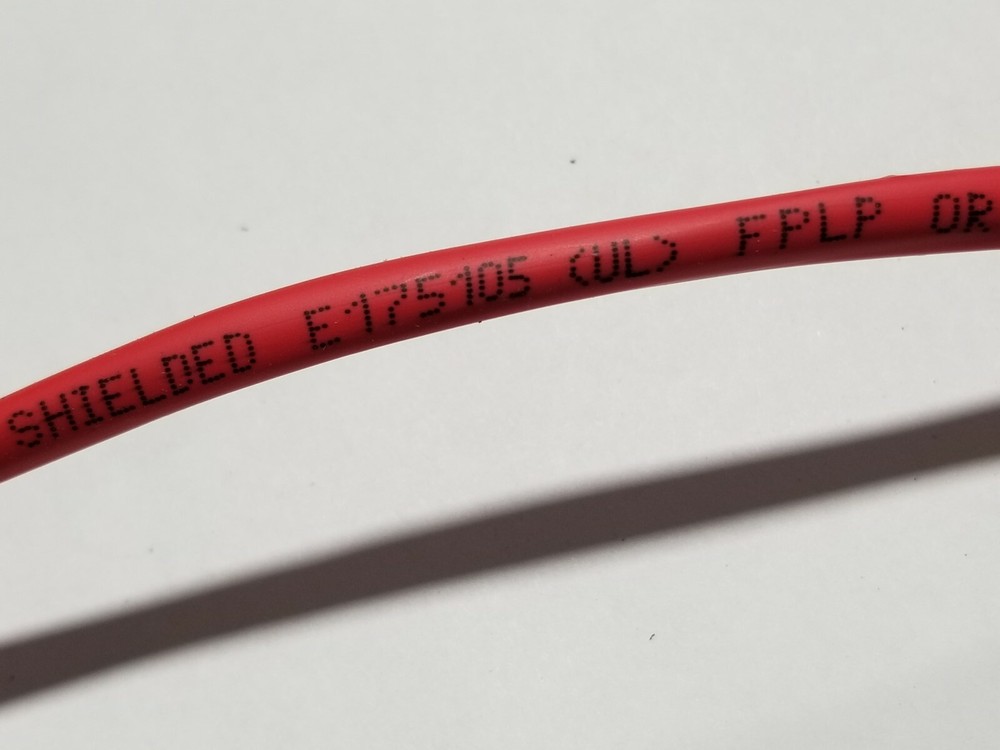 SHIELDED E175105 (UL) FPLP OR